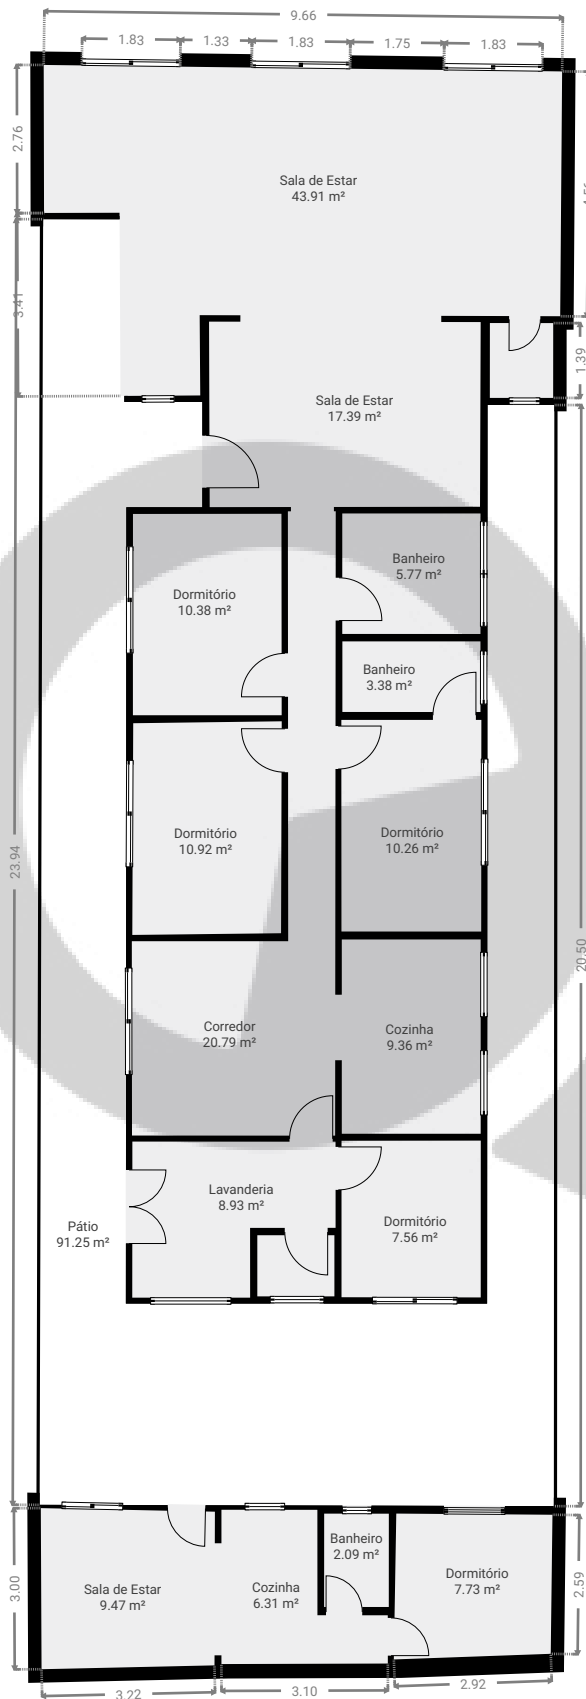 9.66
1.83
1.33
1.83
1.75
1.83
2.76
Sala de Estar
43.91 m²
3.41
1.39
Sala de Estar
17.39 m²
Banheiro
5.77 m²
Dormitório
10.38 m²
Banheiro
3.38 m²
Dormitório
10.92 m²
Dormitório
10.26 m²
23.94
20.50
Corredor
20.79 m²
Cozinha
9.36 m²
Lavanderia
8.93 m²
Pátio
91.25 m²
Dormitório
7.56 m²
Banheiro
2.09 m²
3.00
Sala de Estar
9.47 m²
Cozinha
6.31 m²
Dormitório
7.73 m²
2.59
3.22
3.10
2.92